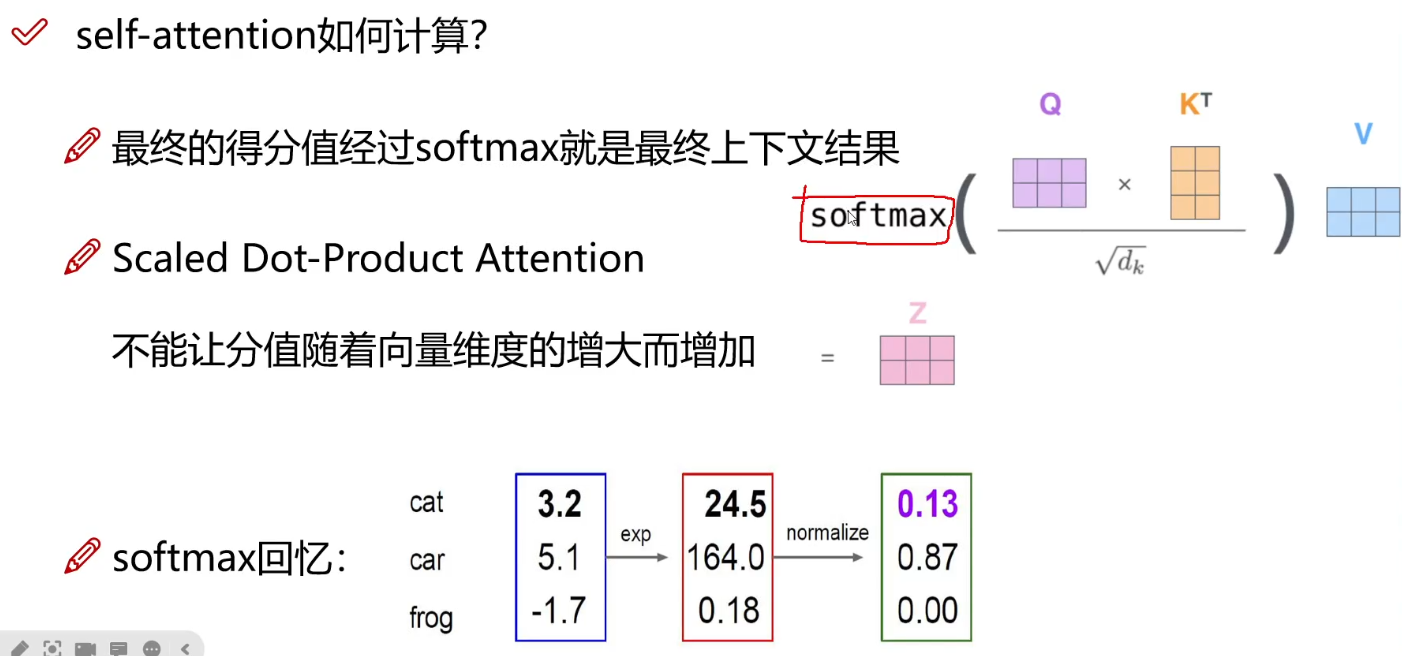 self-attention如何计算?
最终的得分值经过softmax就是最终上下文结果
Q
Kᵀ
V
softmax( × )
√dₖ
Scaled Dot-Product Attention
不能让分值随着向量维度的增大而增加
=
Z
softmax回忆:
cat 3.2 24.5 0.13
exp normalize
car 5.1 164.0 0.87
frog -1.7 0.18 0.00